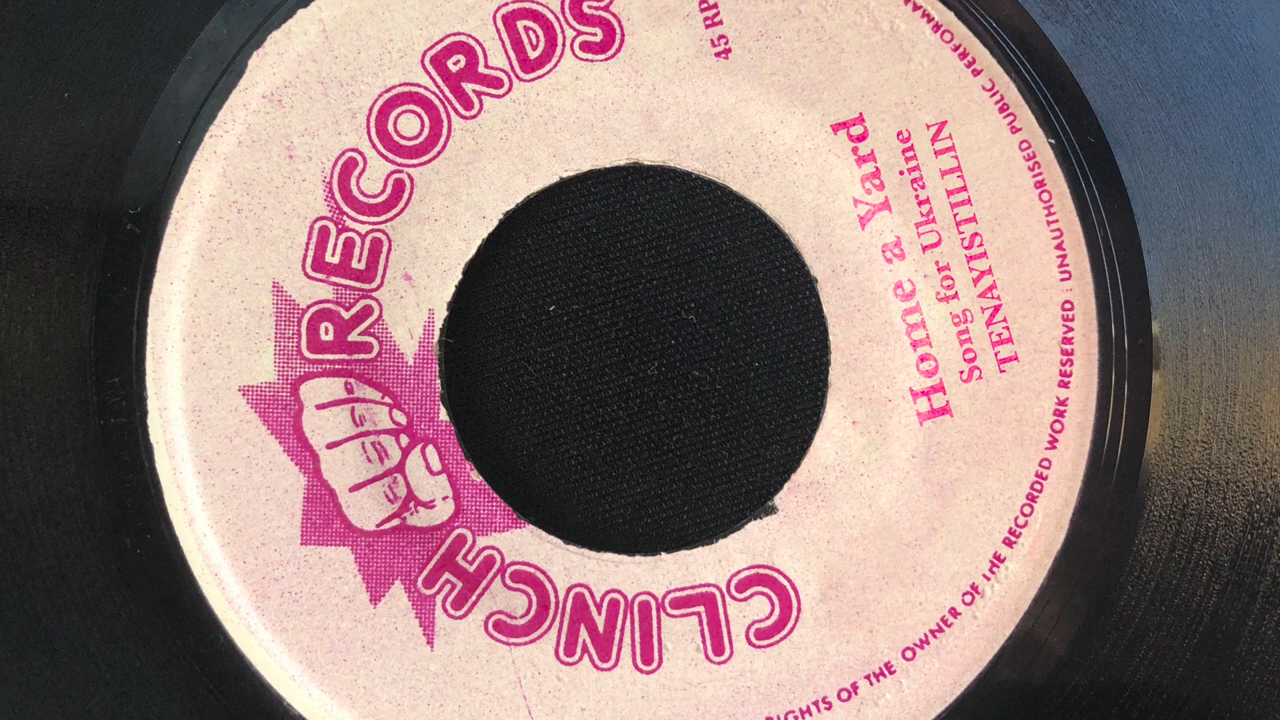 CLINCH RECORDS
45 RP
Home a Yard
Song for Ukraine
TENAYISTILLIN
RIGHTS OF THE OWNER OF THE RECORDED WORK RESERVED : UNAUTHORISED PUBLIC PERFORMA